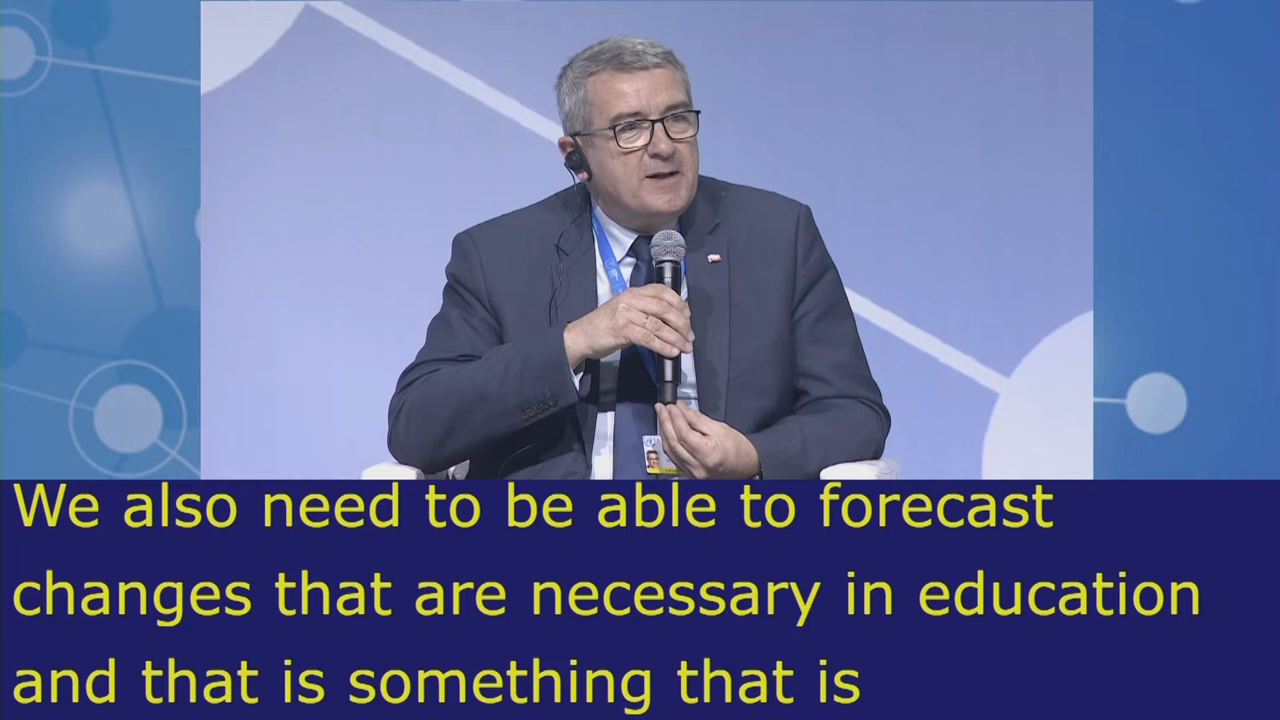 We also need to be able to forecast
changes that are necessary in education
and that is something that is